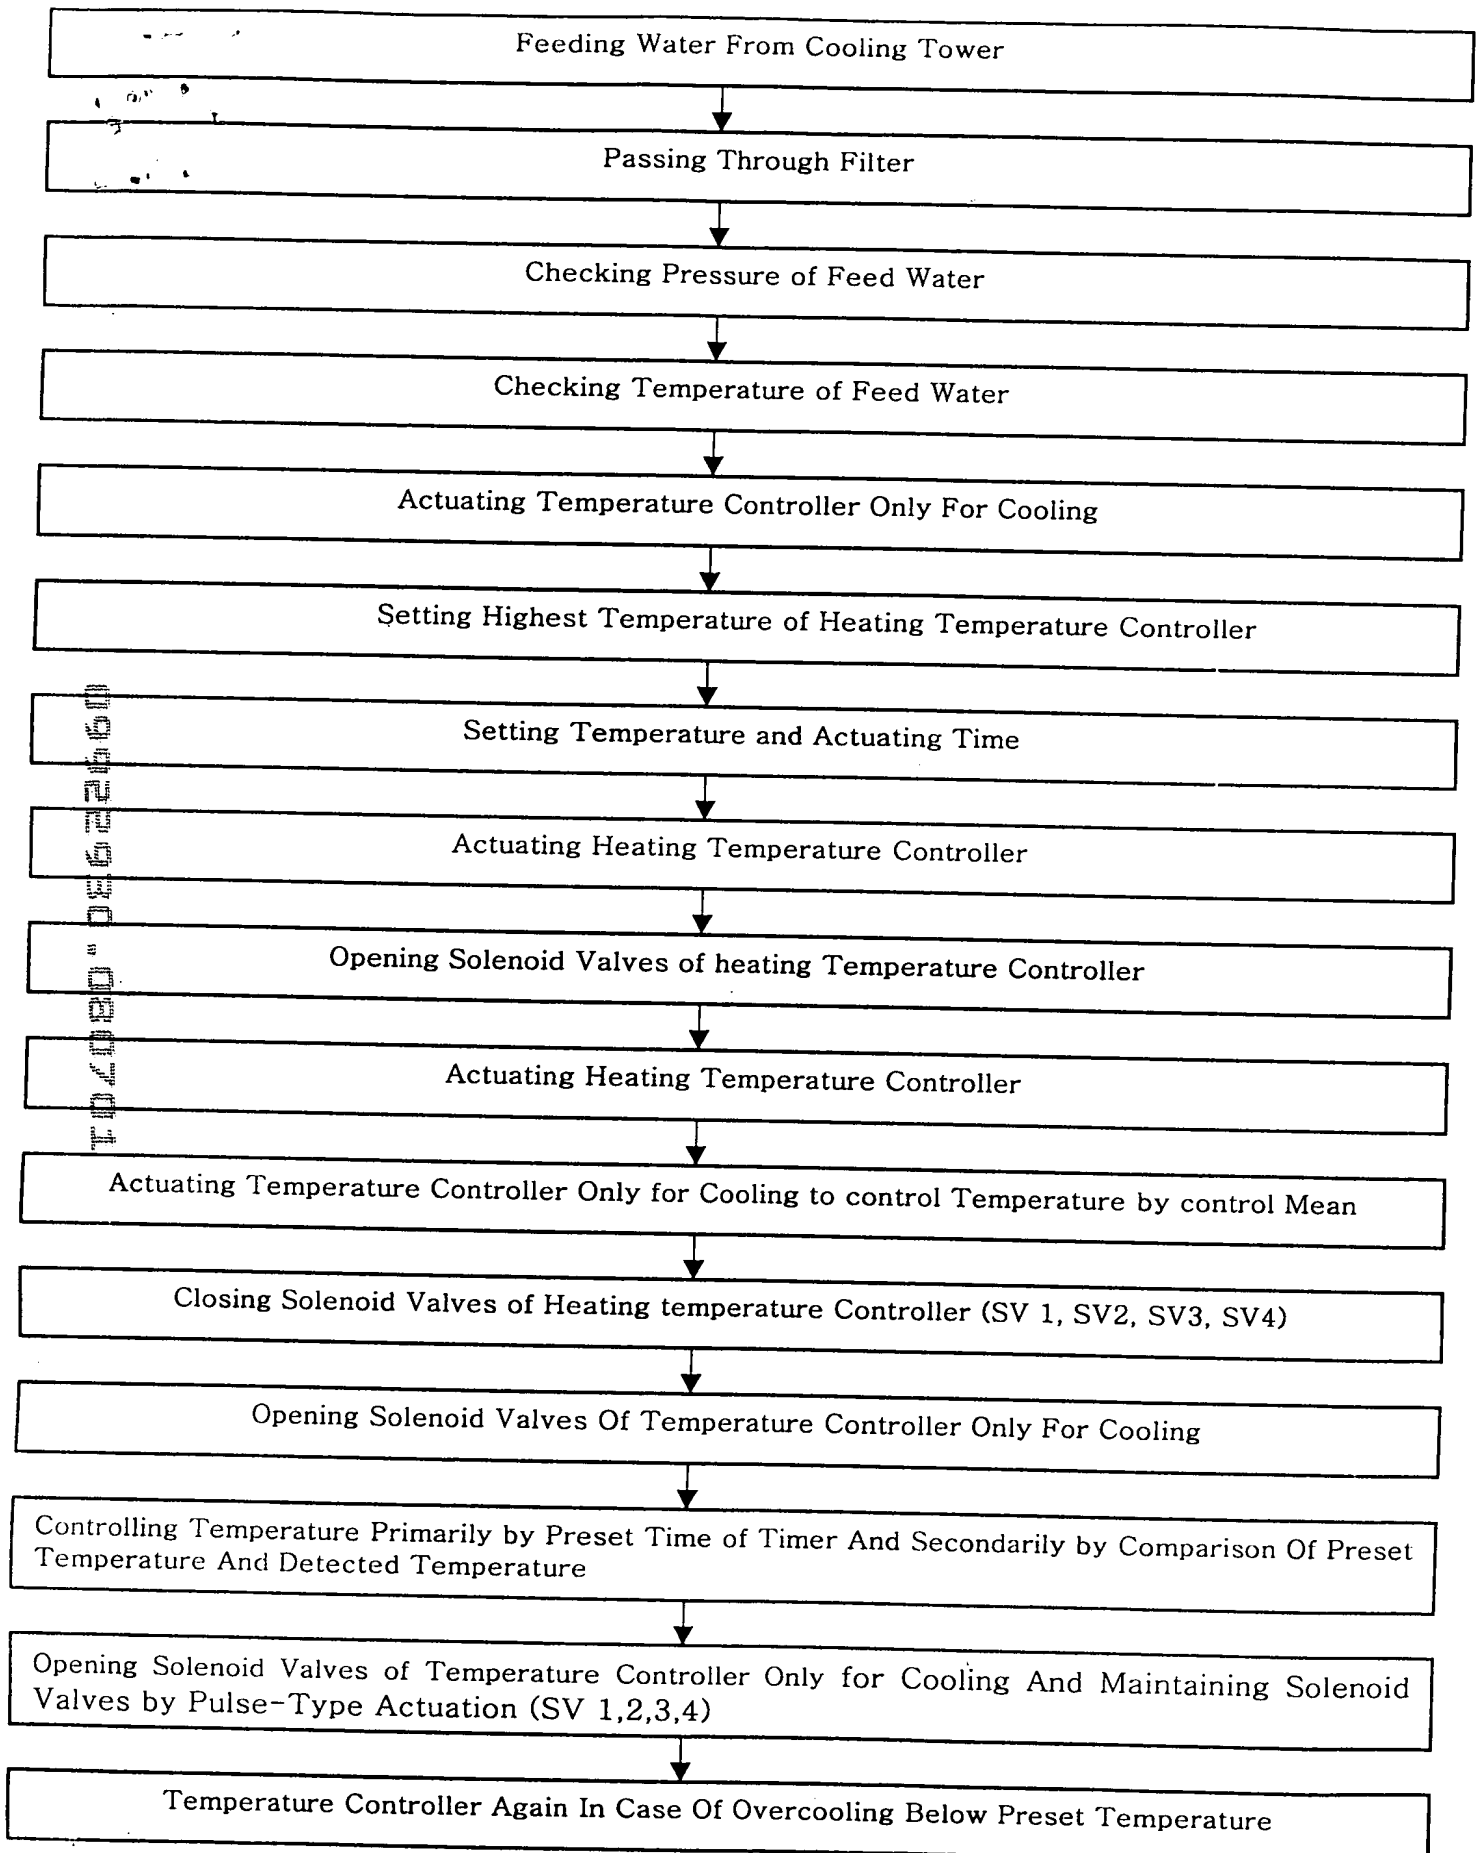 Feeding Water From Cooling Tower
Passing Through Filter
Checking Pressure of Feed Water
Checking Temperature of Feed Water
Actuating Temperature Controller Only For Cooling
Setting Highest Temperature of Heating Temperature Controller
Setting Temperature and Actuating Time
Actuating Heating Temperature Controller
Opening Solenoid Valves of heating Temperature Controller
Actuating Heating Temperature Controller
Actuating Temperature Controller Only for Cooling to control Temperature by control Mean
Closing Solenoid Valves of Heating temperature Controller (SV 1, SV2, SV3, SV4)
Opening Solenoid Valves Of Temperature Controller Only For Cooling
Controlling Temperature Primarily by Preset Time of Timer And Secondarily by Comparison Of Preset
Temperature And Detected Temperature
Opening Solenoid Valves of Temperature Controller Only for Cooling And Maintaining Solenoid
Valves by Pulse-Type Actuation (SV 1,2,3,4)
Temperature Controller Again In Case Of Overcooling Below Preset Temperature
09922930.080701